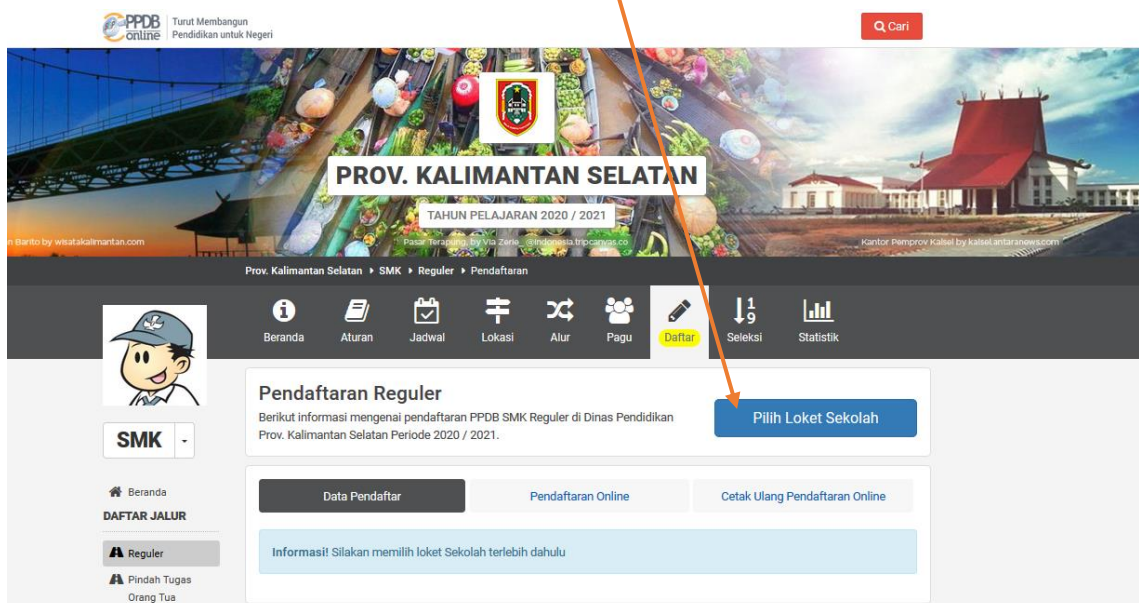 PPDB online
Turut Membangun
Pendidikan untuk Negeri
Cari
PROV. KALIMANTAN SELATAN
TAHUN PELAJARAN 2020 / 2021
n Barito by wisatakalimantan.com
Pasar Terapung, by Via Zerie_@indonesia.tripcanvas.co
Kantor Pemprov Kalsel by kalsel.antaranews.com
Prov. Kalimantan Selatan SMK Reguler Pendaftaran
Beranda Aturan Jadwal Lokasi Alur Pagu Daftar Seleksi Statistik
Pendaftaran Reguler
Berikut informasi mengenai pendaftaran PPDB SMK Reguler di Dinas Pendidikan
Prov. Kalimantan Selatan Periode 2020 / 2021.
Pilih Loket Sekolah
SMK
Beranda
DAFTAR JALUR
Reguler
Pindah Tugas
Orang Tua
Data Pendaftar Pendaftaran Online Cetak Ulang Pendaftaran Online
Informasi! Silakan memilih loket Sekolah terlebih dahulu